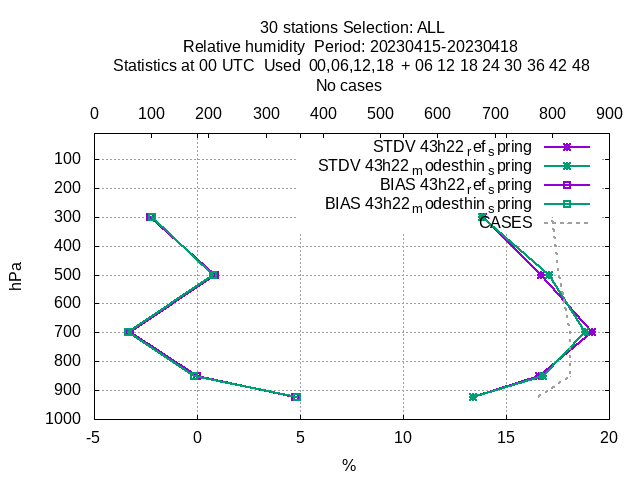 30 stations Selection: ALL
Relative humidity  Period: 20230415-20230418
Statistics at 00 UTC  Used  00,06,12,18  + 06 12 18 24 30 36 42 48
No cases
0 100 200 300 400 500 600 700 800 900
STDV 43h22_ref_spring
STDV 43h22_modesthin_spring
BIAS 43h22_ref_spring
BIAS 43h22_modesthin_spring
CASES
hPa
100
200
300
400
500
600
700
800
900
1000
-5 0 5 10 15 20
%